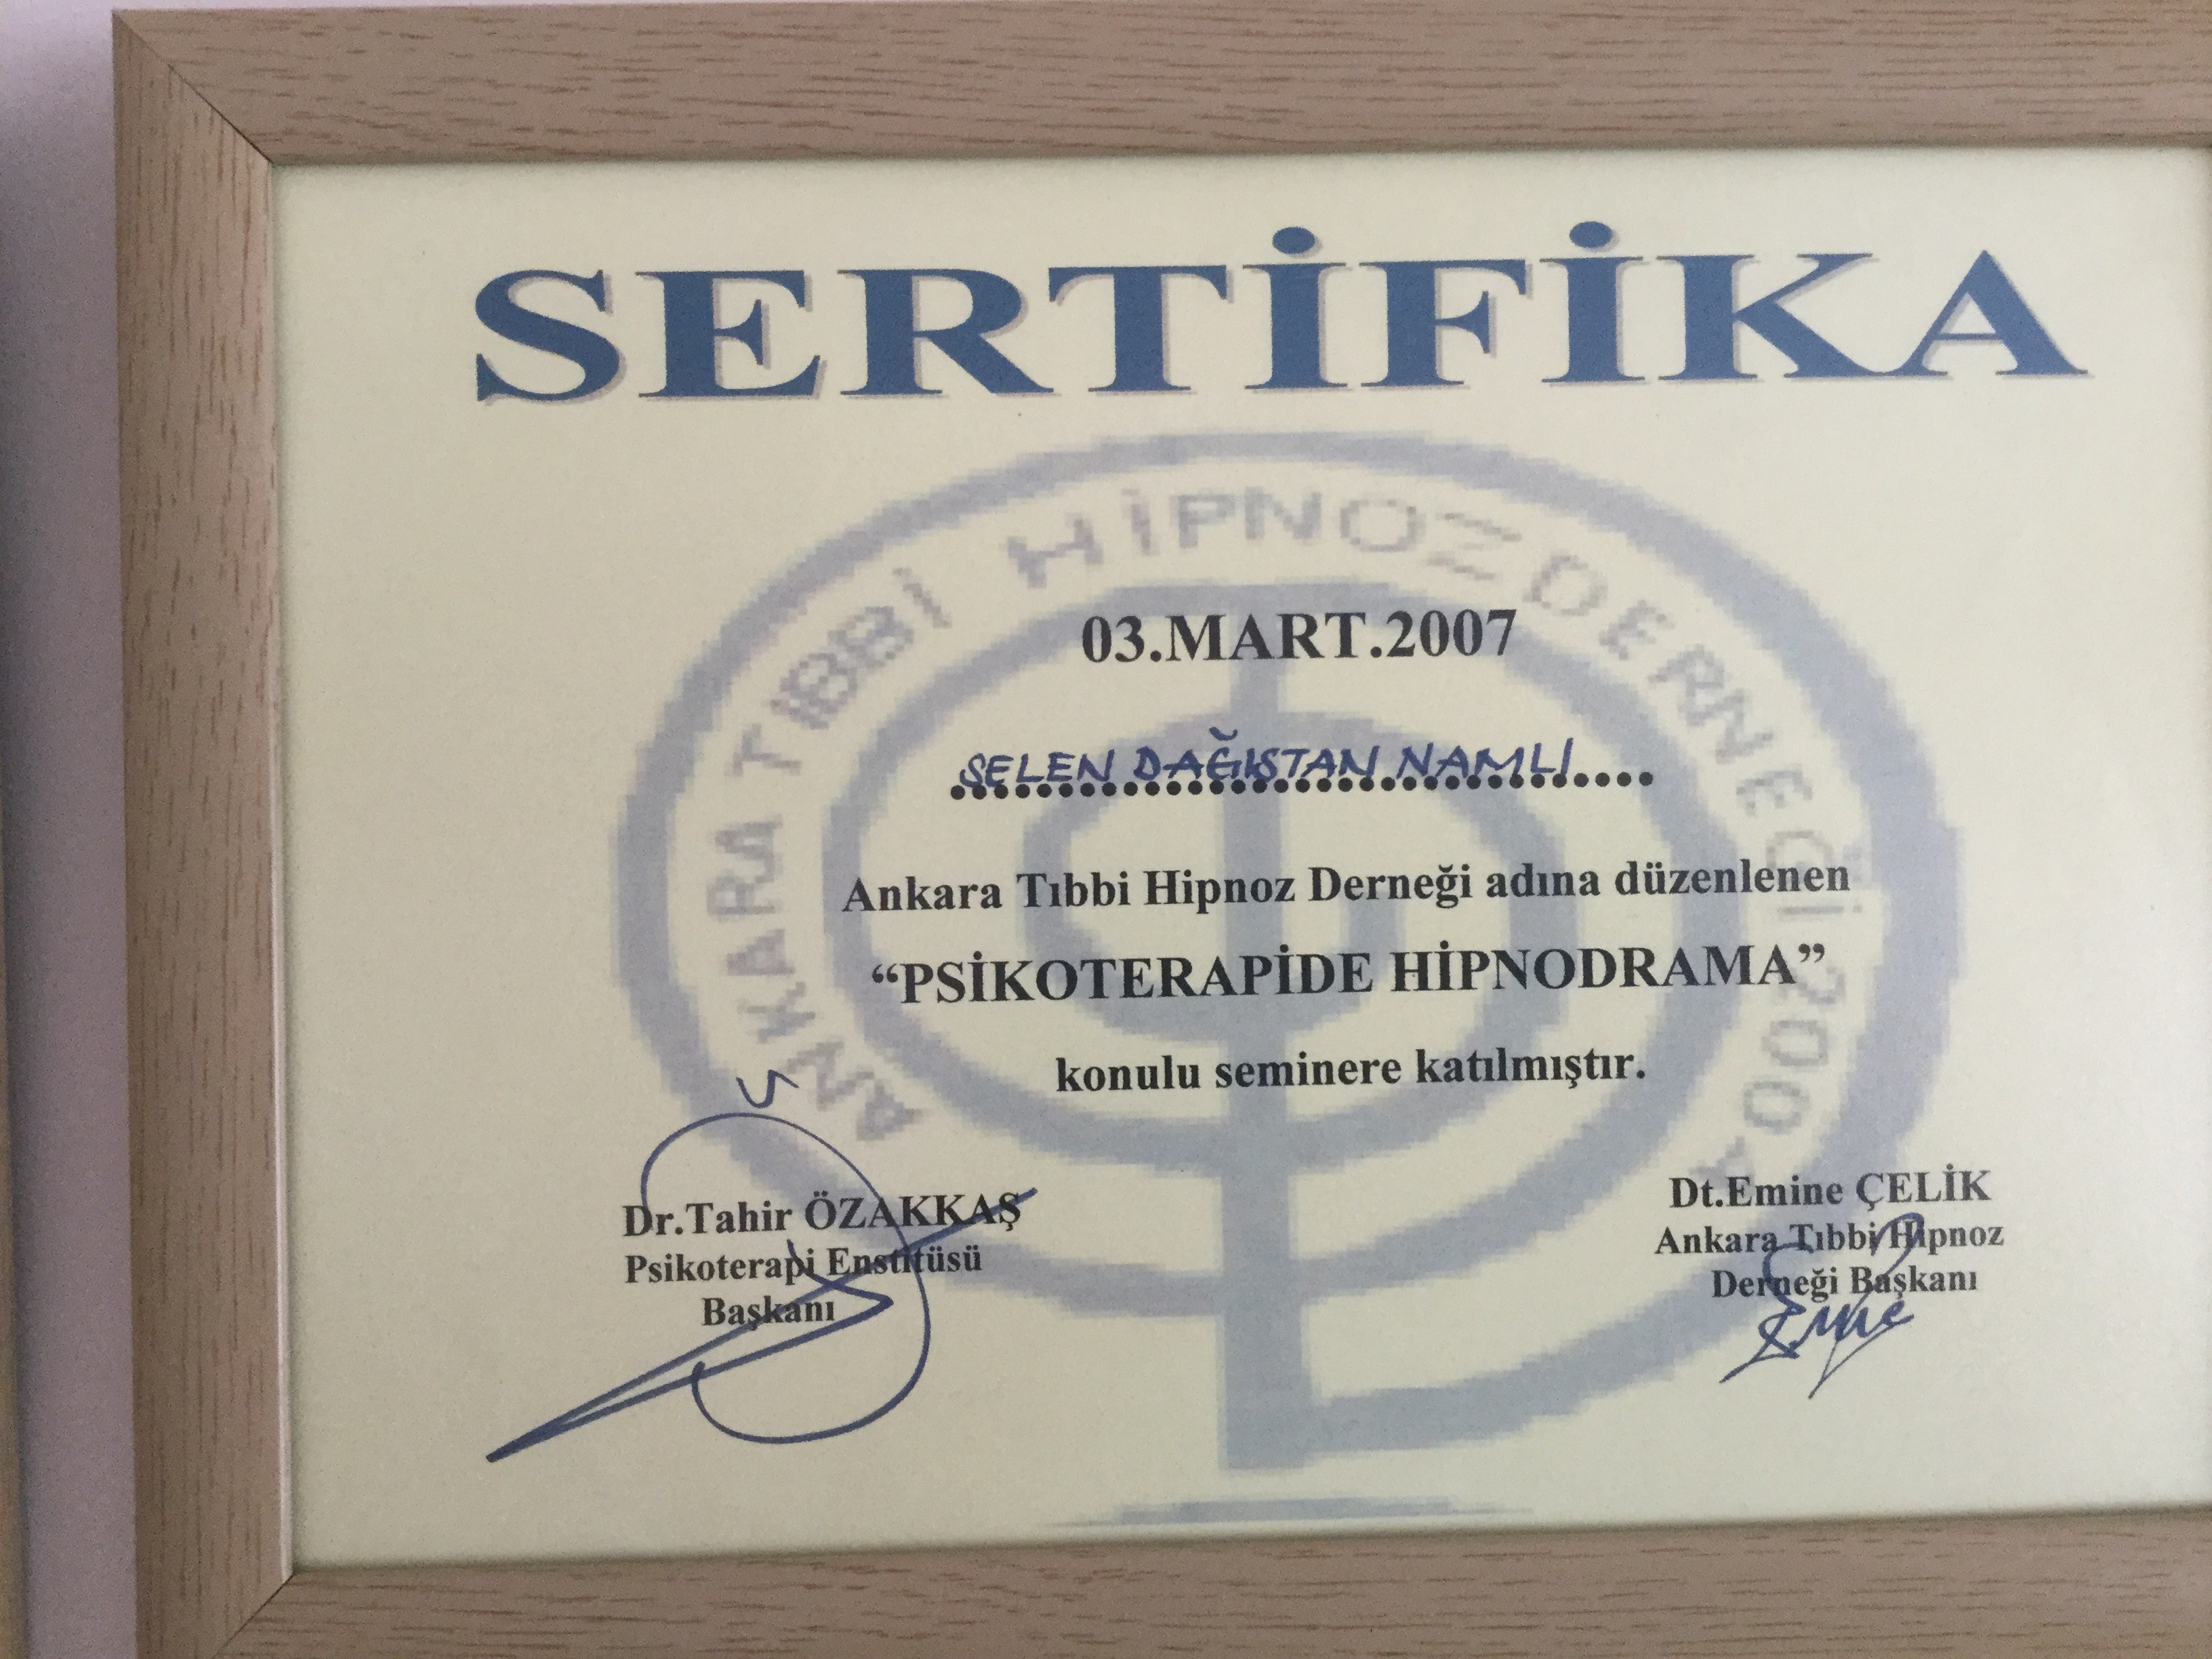 SERTİFİKA
ANKARA TIBBİ HİPNOZ DERNEĞİ 2004
03.MART.2007
SELEN DAĞISTAN NAMLI
Ankara Tıbbi Hipnoz Derneği adına düzenlenen
“PSİKOTERAPİDE HİPNODRAMA”
konulu seminere katılmıştır.
Dr.Tahir ÖZAKKAŞ
Psikoterapi Enstitüsü
Başkanı
Dt.Emine ÇELİK
Ankara Tıbbi Hipnoz
Derneği Başkanı
Emine